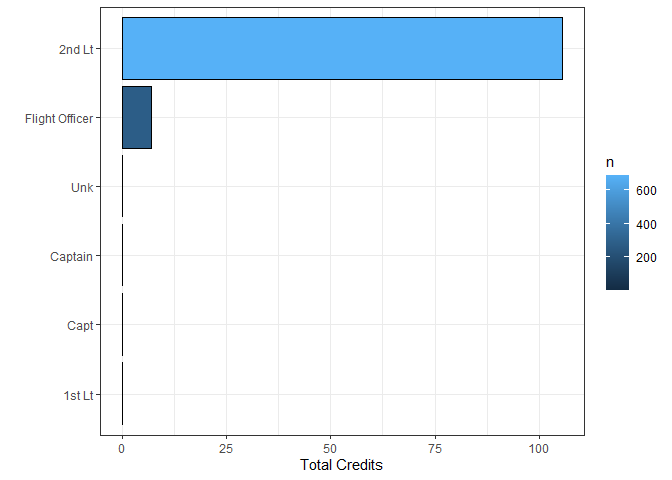 2nd Lt
Flight Officer
Unk
Captain
Capt
1st Lt
0 25 50 75 100
Total Credits
n
600
400
200